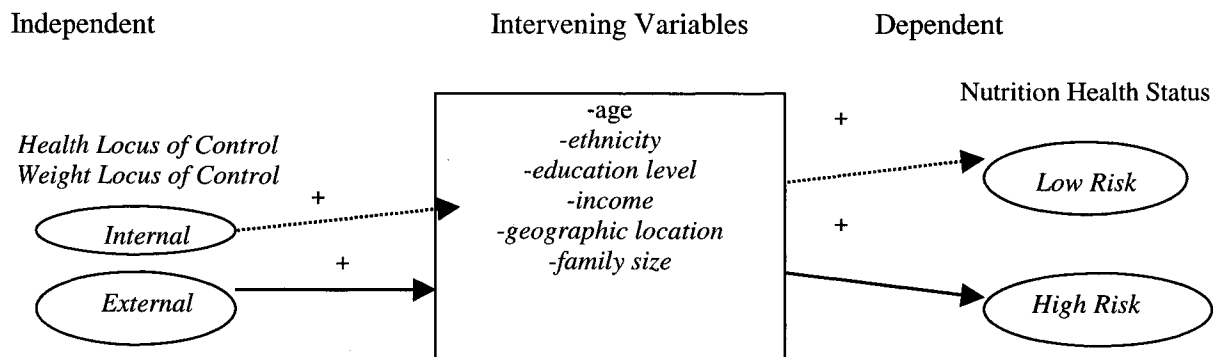 Independent
Intervening Variables
Dependent
Nutrition Health Status
Health Locus of Control
Weight Locus of Control
+
Internal
+
External
-age
-ethnicity
-education level
-income
-geographic location
-family size
+
Low Risk
+
High Risk